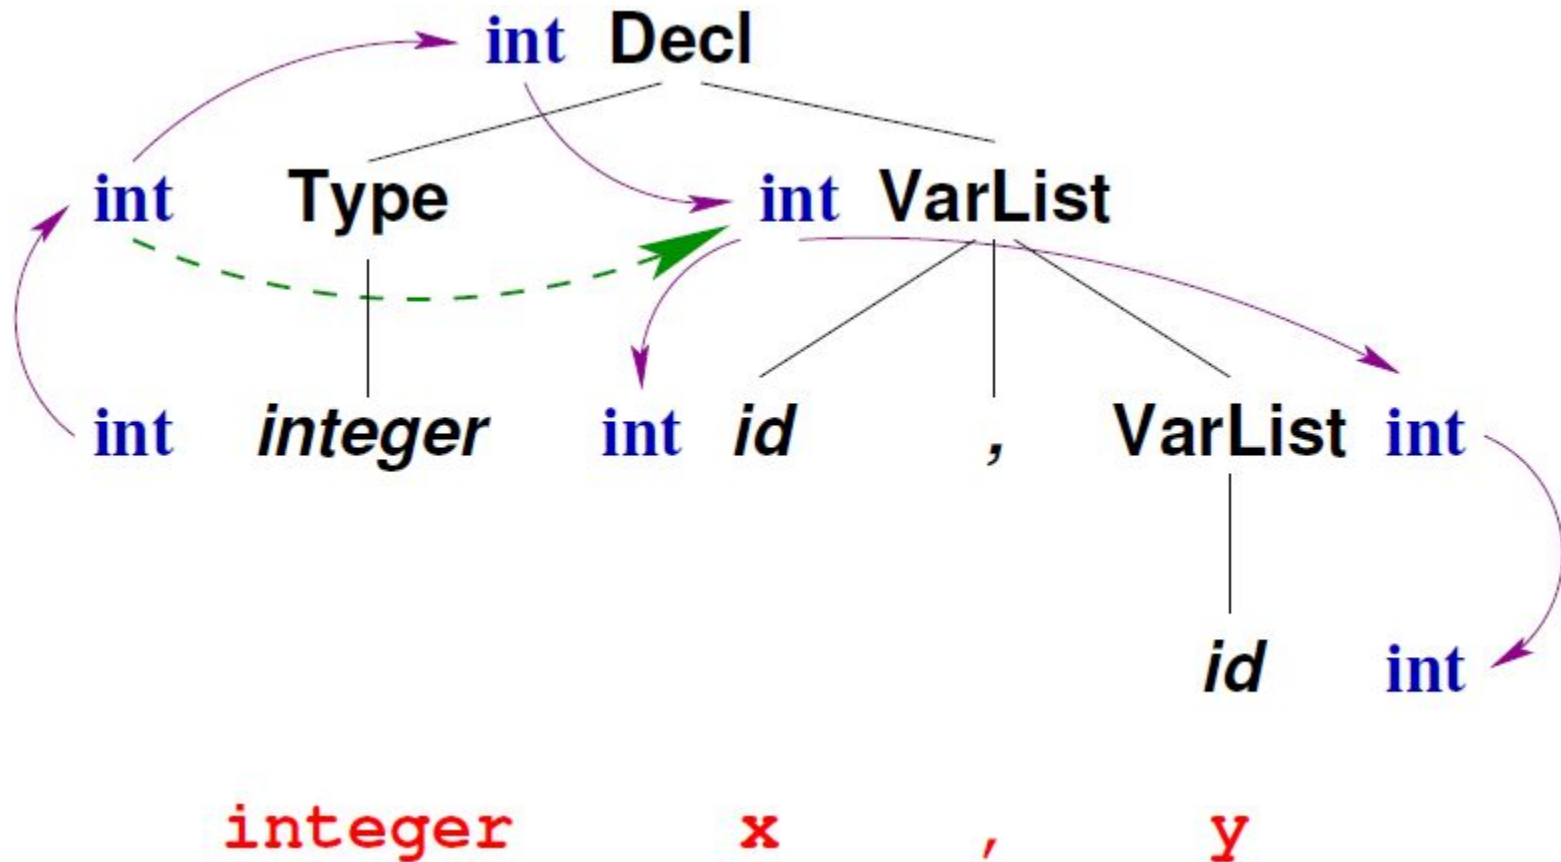 int Decl
int Type int VarList
int integer int id , VarList int
id int
integer x , y